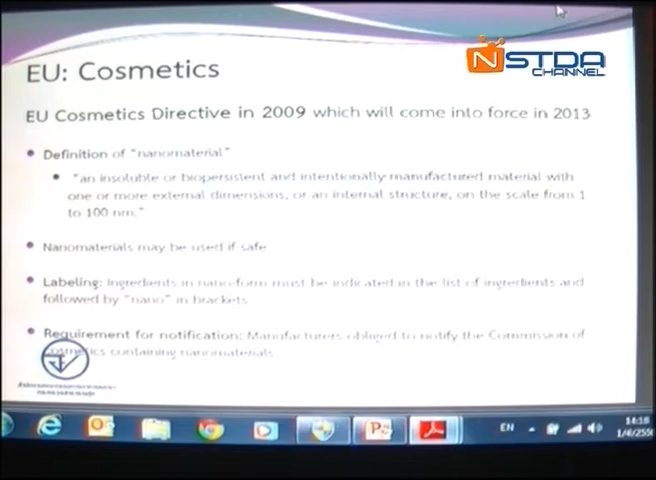 NSTDA
CHANNEL
EU: Cosmetics
EU Cosmetics Directive in 2009 which will come into force in 2013
• Definition of "nanomaterial"
• "an insoluble or biopersistent and intentionally manufactured material with
one or more external dimensions, or an internal structure, on the scale from 1
to 100 nm."
• Nanomaterials may be used if safe
• Labeling: Ingredients in nano-form must be indicated in the list of ingredients and
followed by "nano" in brackets
• Requirement for notification: Manufacturers obliged to notify the Commission of
cosmetics containing nanomaterials
EN
14:18